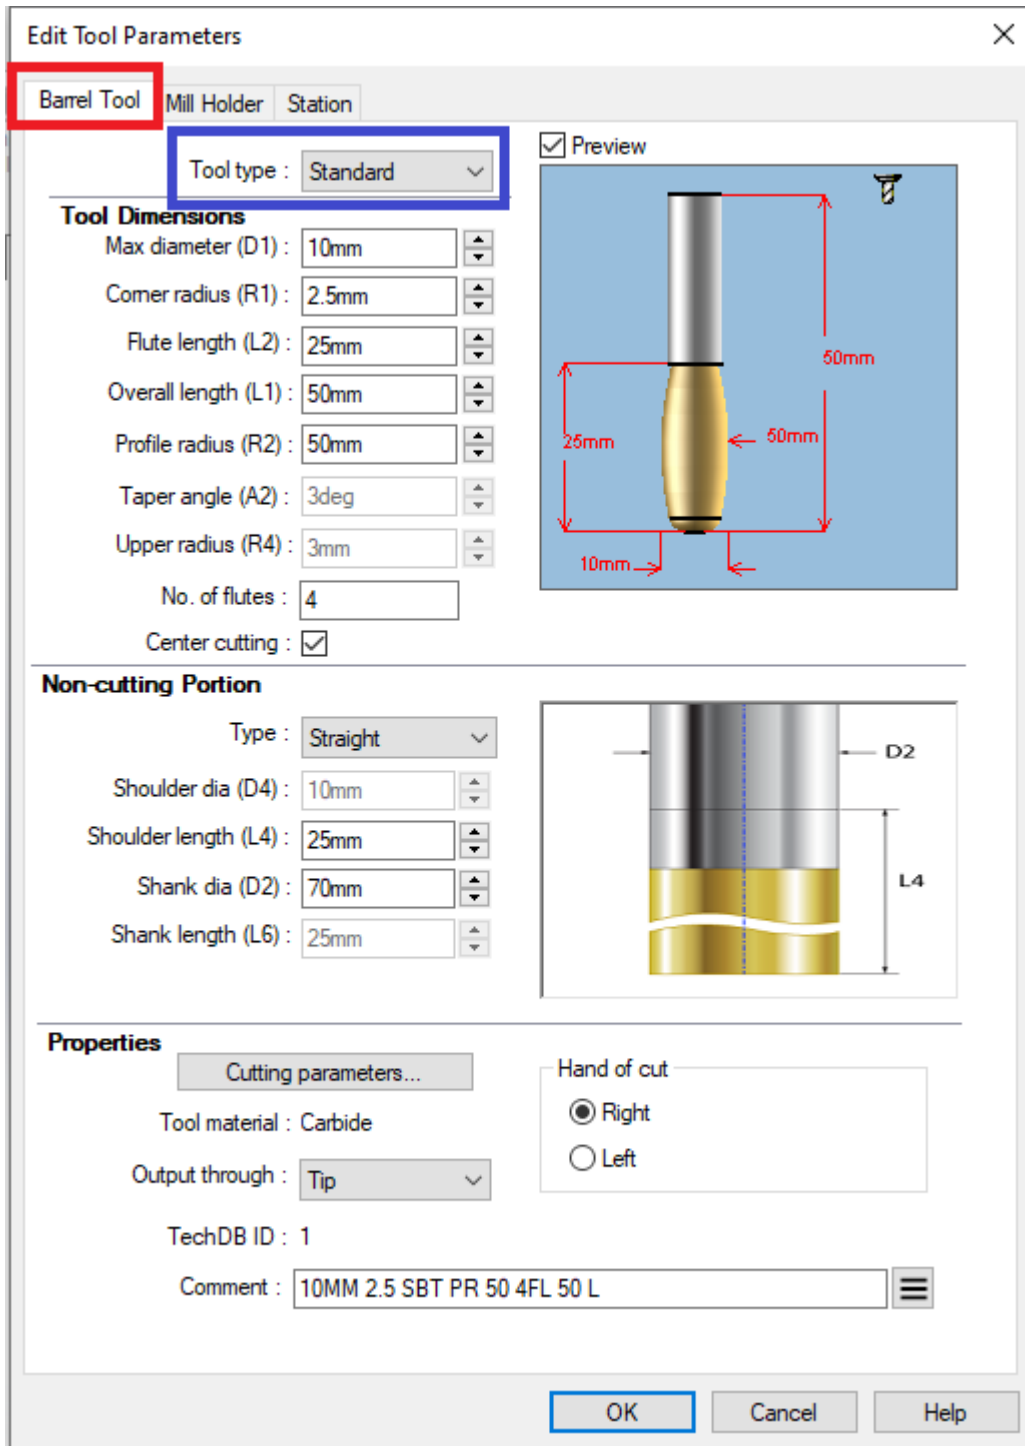 Edit Tool Parameters
Barrel Tool Mill Holder Station
Tool type : Standard
Preview
Tool Dimensions
Max diameter (D1) : 10mm
Corner radius (R1) : 2.5mm
Flute length (L2) : 25mm
Overall length (L1) : 50mm
Profile radius (R2) : 50mm
Taper angle (A2) : 3deg
Upper radius (R4) : 3mm
No. of flutes : 4
Center cutting :
50mm
25mm
50mm
10mm
Non-cutting Portion
Type : Straight
Shoulder dia (D4) : 10mm
Shoulder length (L4) : 25mm
Shank dia (D2) : 70mm
Shank length (L6) : 25mm
D2
L4
Properties
Cutting parameters...
Tool material : Carbide
Output through : Tip
TechDB ID : 1
Comment : 10MM 2.5 SBT PR 50 4FL 50 L
Hand of cut
Right
Left
OK Cancel Help